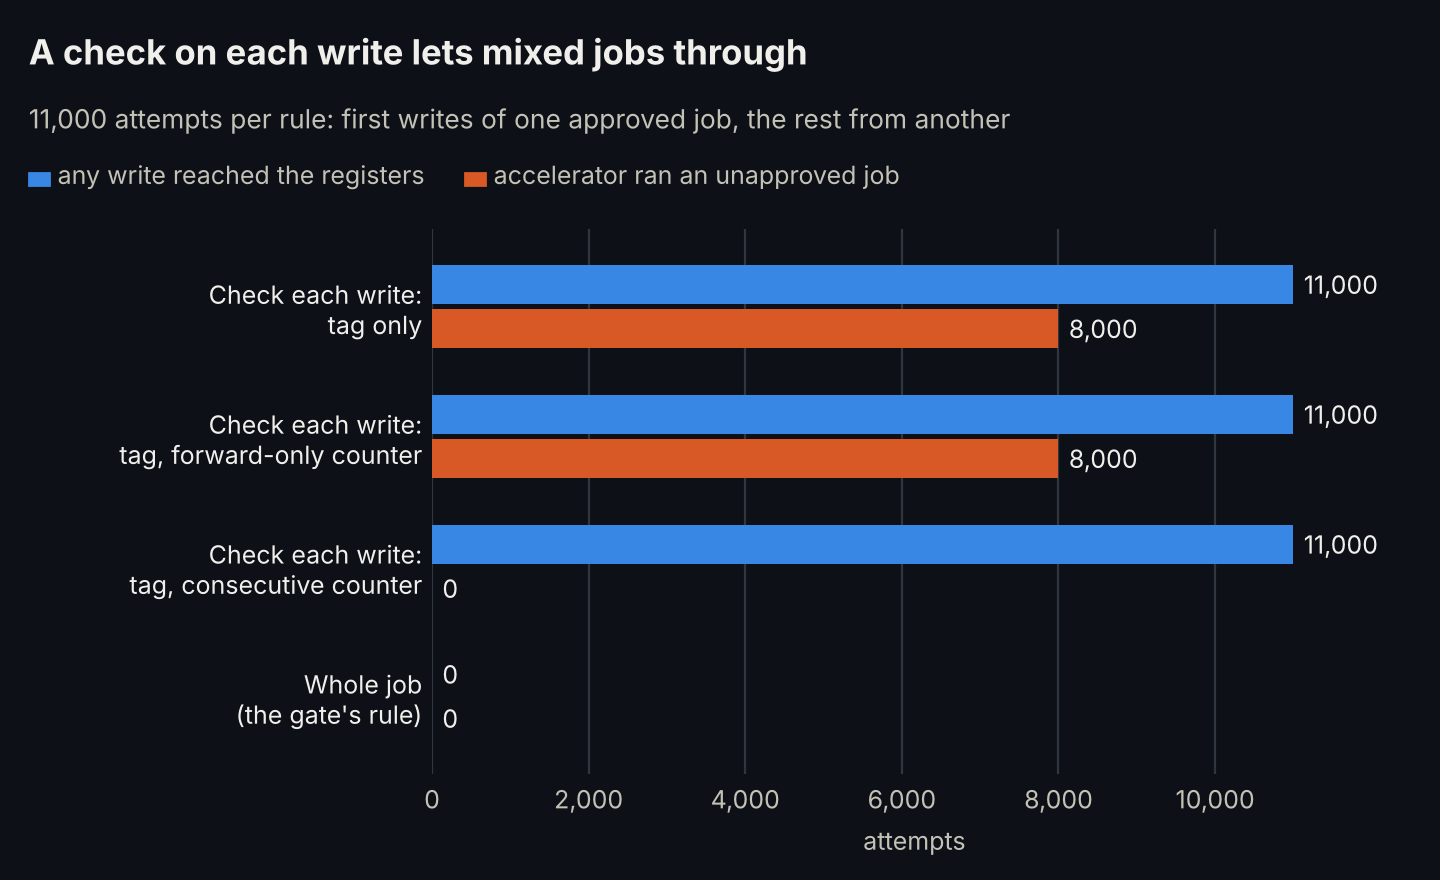 A check on each write lets mixed jobs through
11,000 attempts per rule: first writes of one approved job, the rest from another
any write reached the registers
accelerator ran an unapproved job
Check each write:
tag only
11,000
8,000
Check each write:
tag, forward-only counter
11,000
8,000
Check each write:
tag, consecutive counter
11,000
0
Whole job
(the gate's rule)
0
0
0
2,000
4,000
6,000
8,000
10,000
attempts